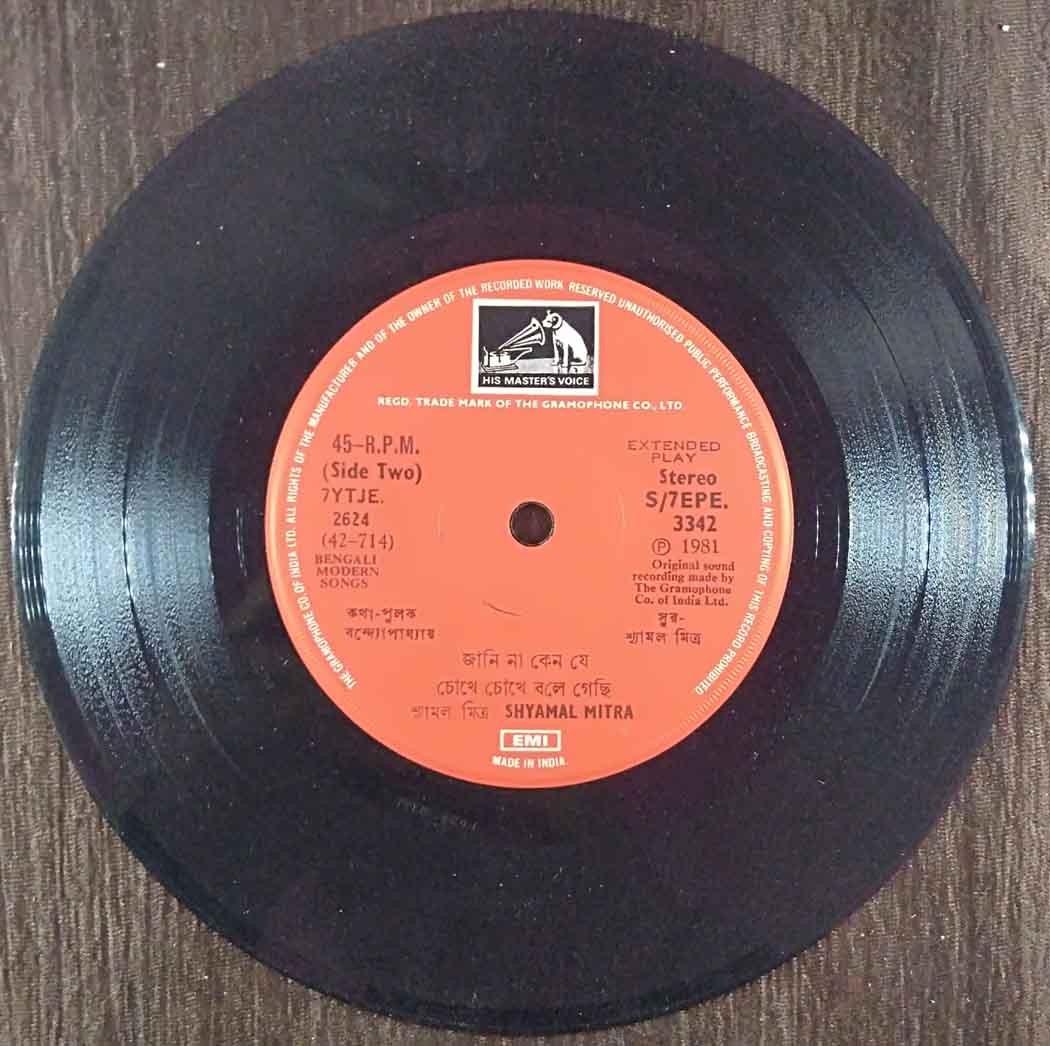 THE GRAMOPHONE CO OF INDIA LTD. ALL RIGHTS OF THE MANUFACTURER AND OF THE OWNER OF THE RECORDED WORK RESERVED UNAUTHORISED PUBLIC PERFORMANCE BROADCASTING AND COPYING OF THIS RECORD PROHIBITED
HIS MASTER'S VOICE
REGD. TRADE MARK OF THE GRAMOPHONE CO., LTD.
45-R.P.M.
(Side Two)
7YTJE.
2624
(42-714)
BENGALI
MODERN
SONGS
কথা-পুলক
বন্দ্যোপাধ্যায়
EXTENDED
PLAY
Stereo
S/7EPE.
3342
Ⓟ 1981
Original sound
recording made by
The Gramophone
Co. of India Ltd.
সুর-
শ্যামল মিত্র
জানি না কেন যে
চোখে চোখে বলে গেছি
শ্যামল মিত্র SHYAMAL MITRA
EMI
MADE IN INDIA